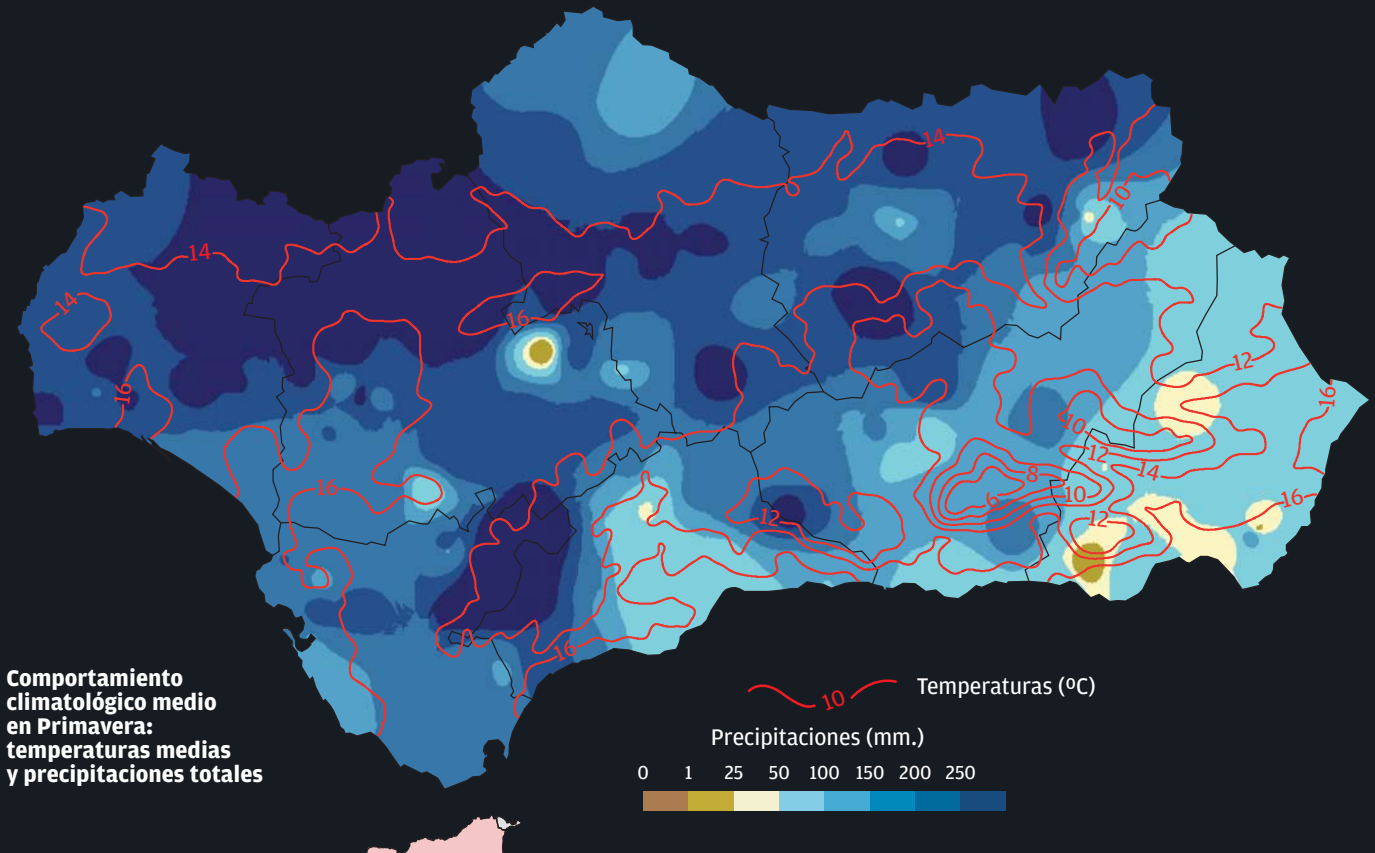 14
10
14
14
16
12
16
16
10
12
14
16
8
6
10
16
12
12
16
Comportamiento
climatológico medio
en Primavera:
temperaturas medias
y precipitaciones totales
10
Temperaturas (ºC)
Precipitaciones (mm.)
0 1 25 50 100 150 200 250